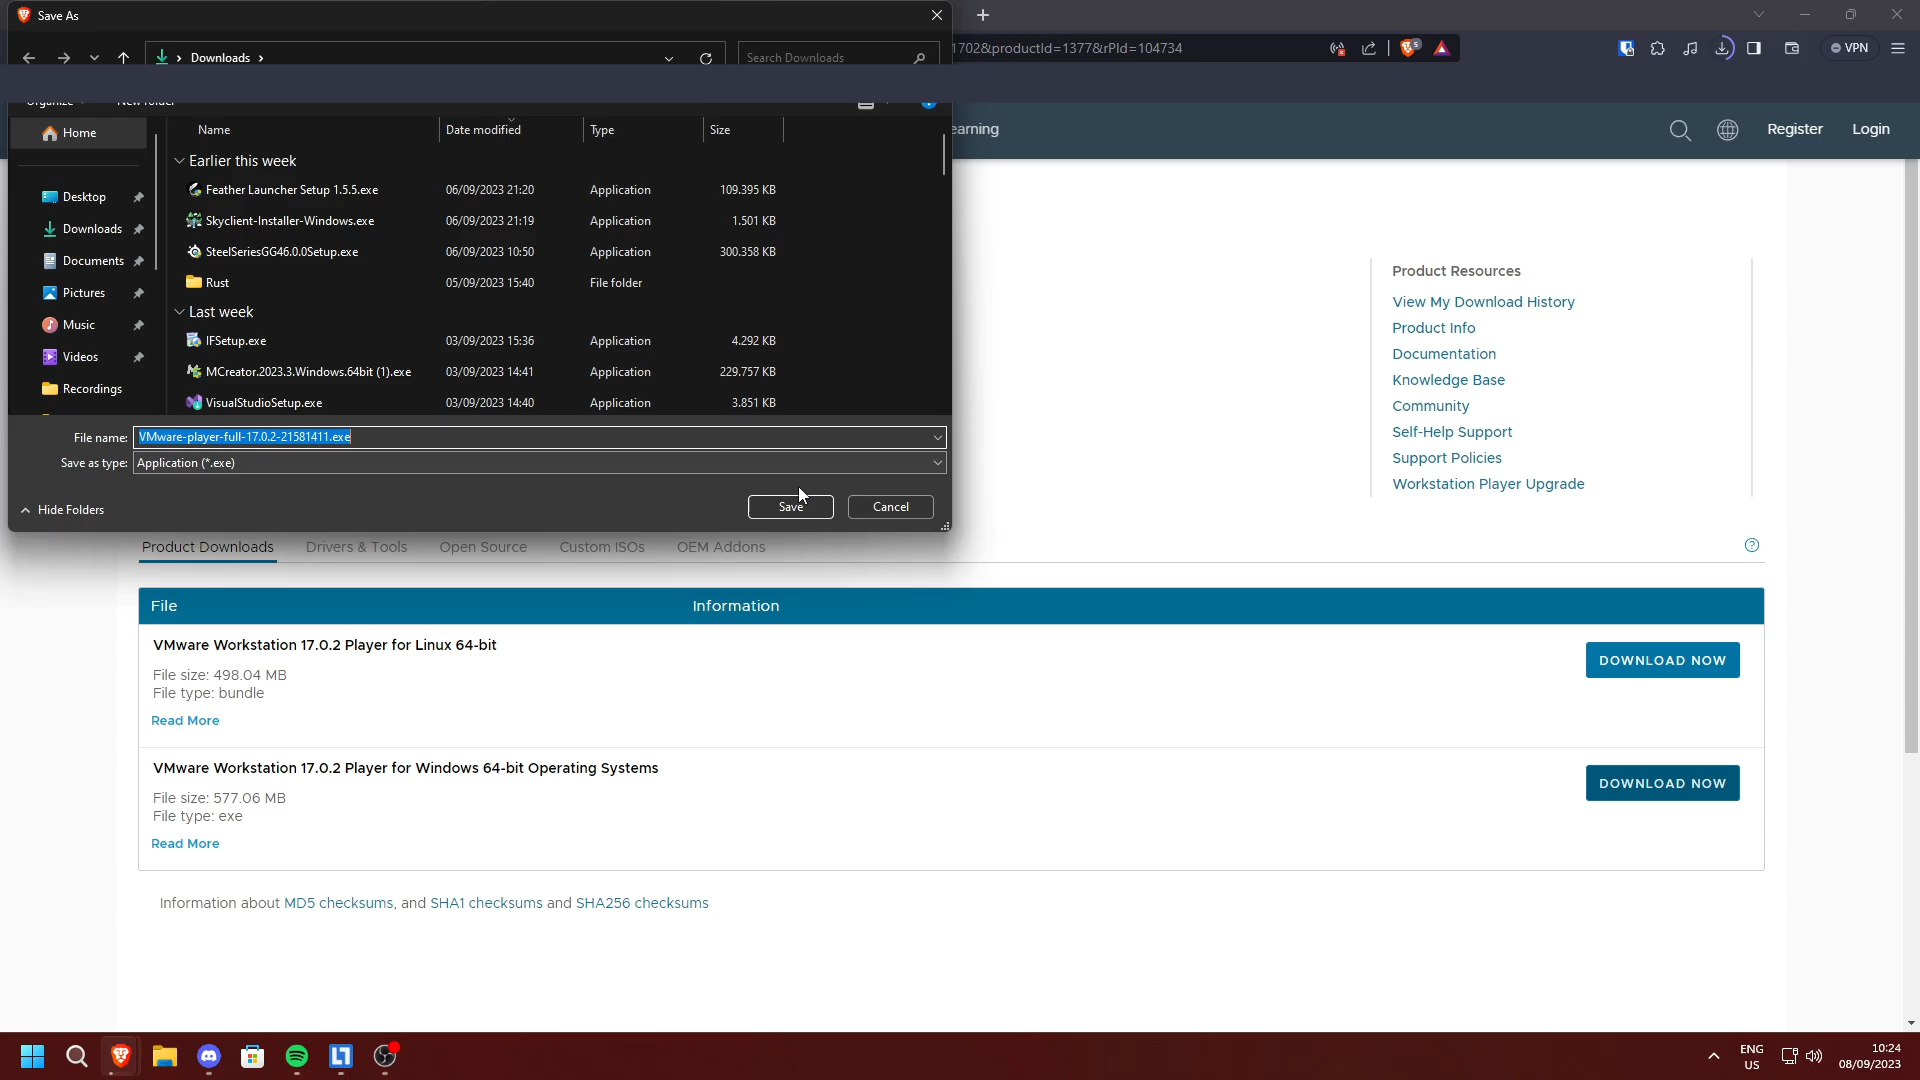 Save As
Downloads
Search Downloads
1702&productId=1377&rPId=104734
5
VPN
Organize
New folder
earning
Register
Login
Home
Name
Date modified
Type
Size
Earlier this week
Desktop
Feather Launcher Setup 1.5.5.exe 06/09/2023 21:20 Application 109.395 KB
Downloads
Skyclient-Installer-Windows.exe 06/09/2023 21:19 Application 1.501 KB
Documents
SteelSeriesGG46.0.0Setup.exe 06/09/2023 10:50 Application 300.358 KB
Pictures
Rust 05/09/2023 15:40 File folder
Music
Last week
Videos
IFSetup.exe 03/09/2023 15:36 Application 4.292 KB
Recordings
MCreator.2023.3.Windows.64bit (1).exe 03/09/2023 14:41 Application 229.757 KB
VisualStudioSetup.exe 03/09/2023 14:40 Application 3.851 KB
File name: VMware-player-full-17.0.2-21581411.exe
Save as type: Application (*.exe)
Hide Folders
Save
Cancel
Product Resources
View My Download History
Product Info
Documentation
Knowledge Base
Community
Self-Help Support
Support Policies
Workstation Player Upgrade
Product Downloads Drivers & Tools Open Source Custom ISOs OEM Addons
File Information
VMware Workstation 17.0.2 Player for Linux 64-bit
File size: 498.04 MB
File type: bundle
Read More
DOWNLOAD NOW
VMware Workstation 17.0.2 Player for Windows 64-bit Operating Systems
File size: 577.06 MB
File type: exe
Read More
DOWNLOAD NOW
Information about MD5 checksums, and SHA1 checksums and SHA256 checksums
ENG
US
10:24
08/09/2023